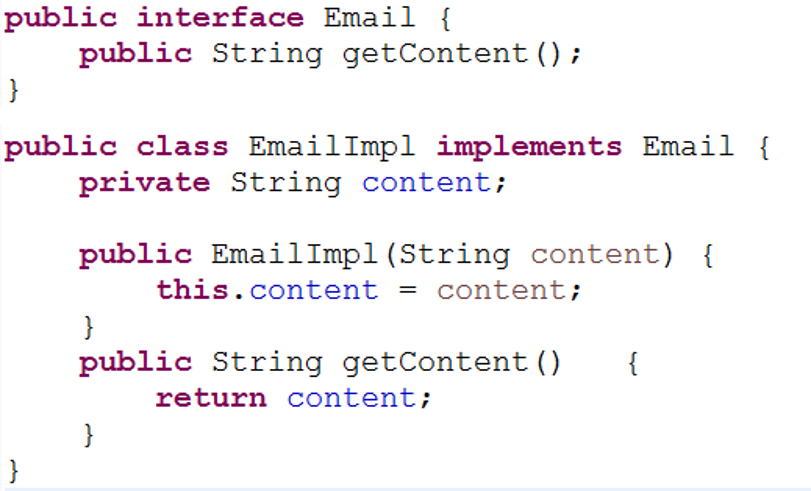 public interface Email {
    public String getContent();
}
public class EmailImpl implements Email {
    private String content;
    public EmailImpl(String content) {
        this.content = content;
    }
    public String getContent()   {
        return content;
    }
}